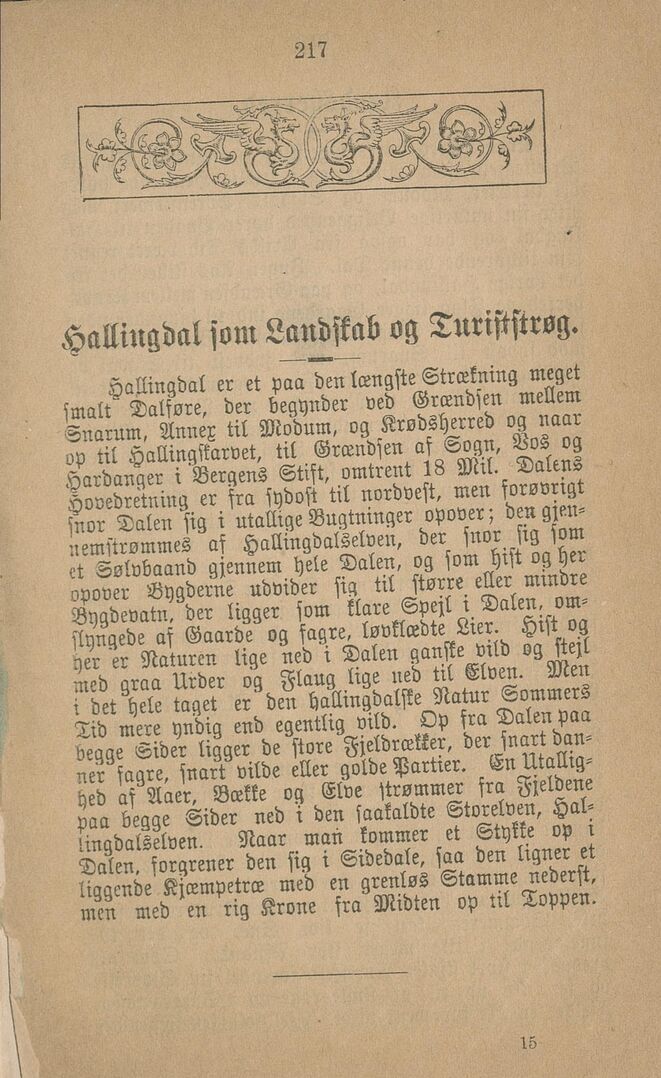 217
Hallingdal som Landskab og Turiststrøg.
Hallingdal er et paa den længste Strækning meget
smalt Dalføre, der begynder ved Grændsen mellem
Snarum, Annex til Modum, og Krødsherred og naar
op til Hallingskarvet, til Grændsen af Sogn, Vos og
Hardanger i Bergens Stift, omtrent 18 Mil. Dalens
Hovedretning er fra sydost til nordvest, men forøvrigt
snor Dalen sig i utallige Bugtninger opover; den gjen-
nemstrømmes af Hallingdalselven, der snor sig som
et Sølvbaand gjennem hele Dalen, og som hist og her
opover Bygderne udvider sig til større eller mindre
Bygdevatn, der ligger som klare Spejl i Dalen, om-
slyngede af Gaarde og fagre, løvklædte Lier. Hist og
her er Naturen lige ned i Dalen ganske vild og stejl
med graa Urder og Flaug lige ned til Elven. Men
i det hele taget er den hallingdalske Natur Sommers
Tid mere yndig end egentlig vild. Op fra Dalen paa
begge Sider ligger de store Fjeldrækker, der snart dan-
ner fagre, snart vilde eller golde Partier. En Utallig-
hed af Aaer, Bække og Elve strømmer fra Fjeldene
paa begge Sider ned i den saakaldte Storelven, Hal-
lingdalselven. Naar man kommer et Stykke op i
Dalen, forgrener den sig i Sidedale, saa den ligner et
liggende Kjæmpetræ med en grenløs Stamme nederst,
men med en rig Krone fra Midten op til Toppen.
15